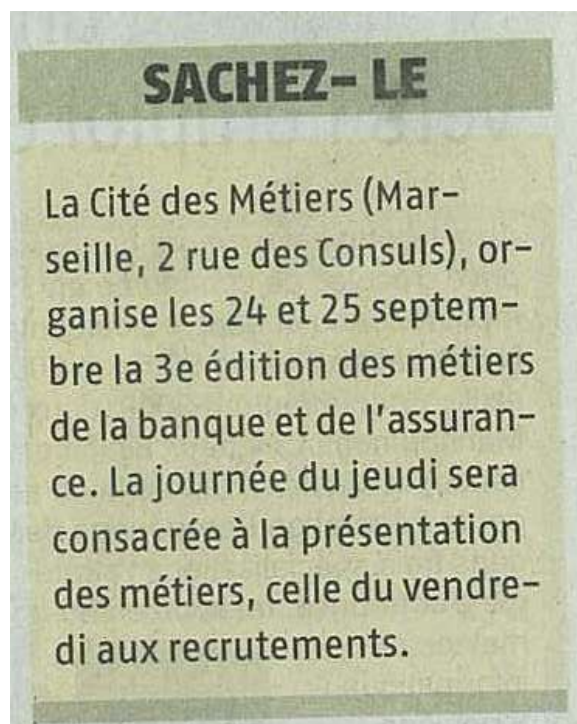 SACHEZ- LE
La Cité des Métiers (Mar-
seille, 2 rue des Consuls), or-
ganise les 24 et 25 septem-
bre la 3e édition des métiers
de la banque et de l'assuran-
ce. La journée du jeudi sera
consacrée à la présentation
des métiers, celle du vendre-
di aux recrutements.